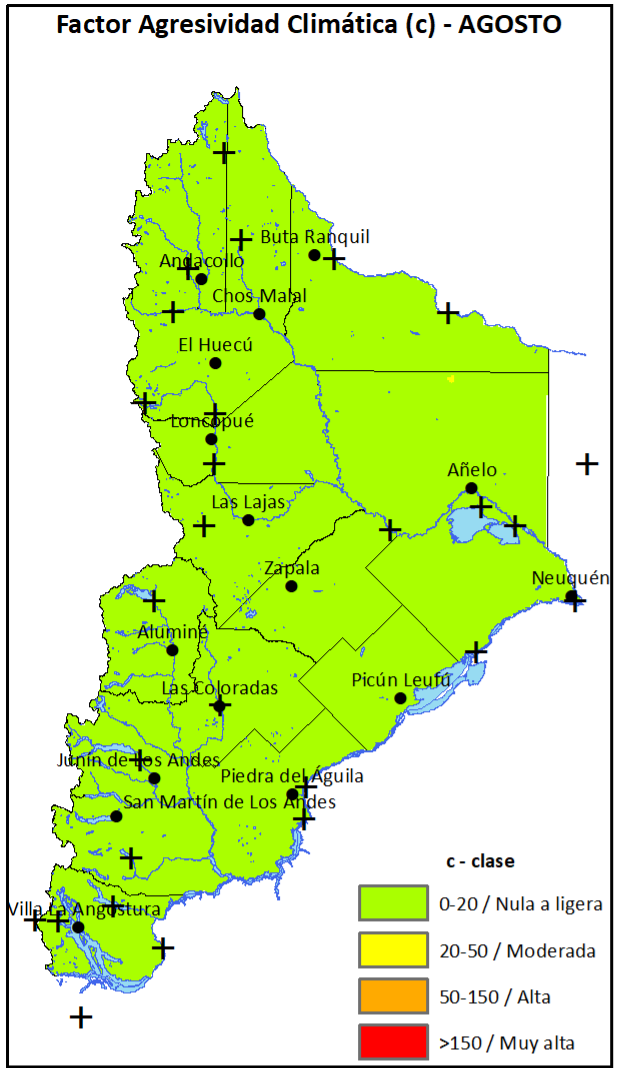 Factor Agresividad Climática (c) - AGOSTO
Buta Ranquil
Andacollo
Chos Malal
El Huecú
Loncopué
Añelo
Las Lajas
Zapala
Neuquén
Aluminé
Picún Leufú
Las Coloradas
Junín de Los Andes
Piedra del Águila
San Martín de Los Andes
Villa La Angostura
c - clase
0-20 / Nula a ligera
20-50 / Moderada
50-150 / Alta
>150 / Muy alta